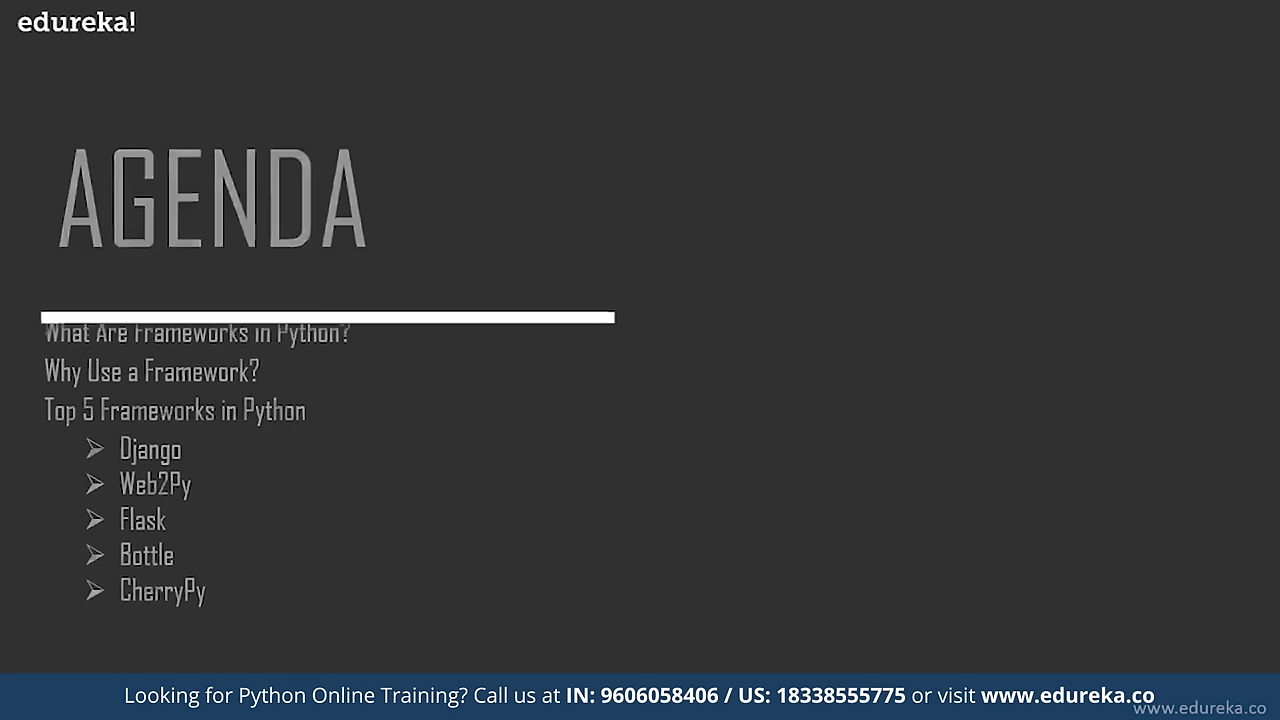 edureka!
AGENDA
What Are Frameworks in Python?
Why Use a Framework?
Top 5 Frameworks in Python
Django
Web2Py
Flask
Bottle
CherryPy
Looking for Python Online Training? Call us at IN: 9606058406 / US: 18338555775 or visit www.edureka.co
www.edureka.co